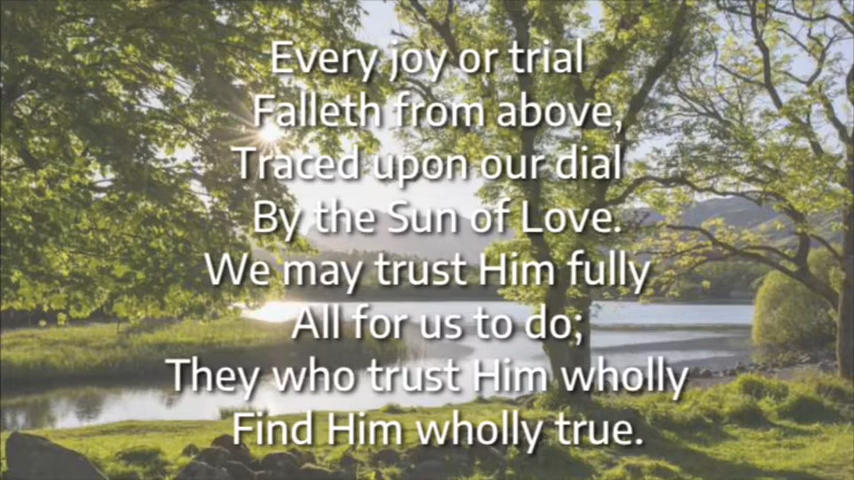 Every joy or trial
Falleth from above,
Traced upon our dial
By the Sun of Love.
We may trust Him fully
All for us to do;
They who trust Him wholly
Find Him wholly true.